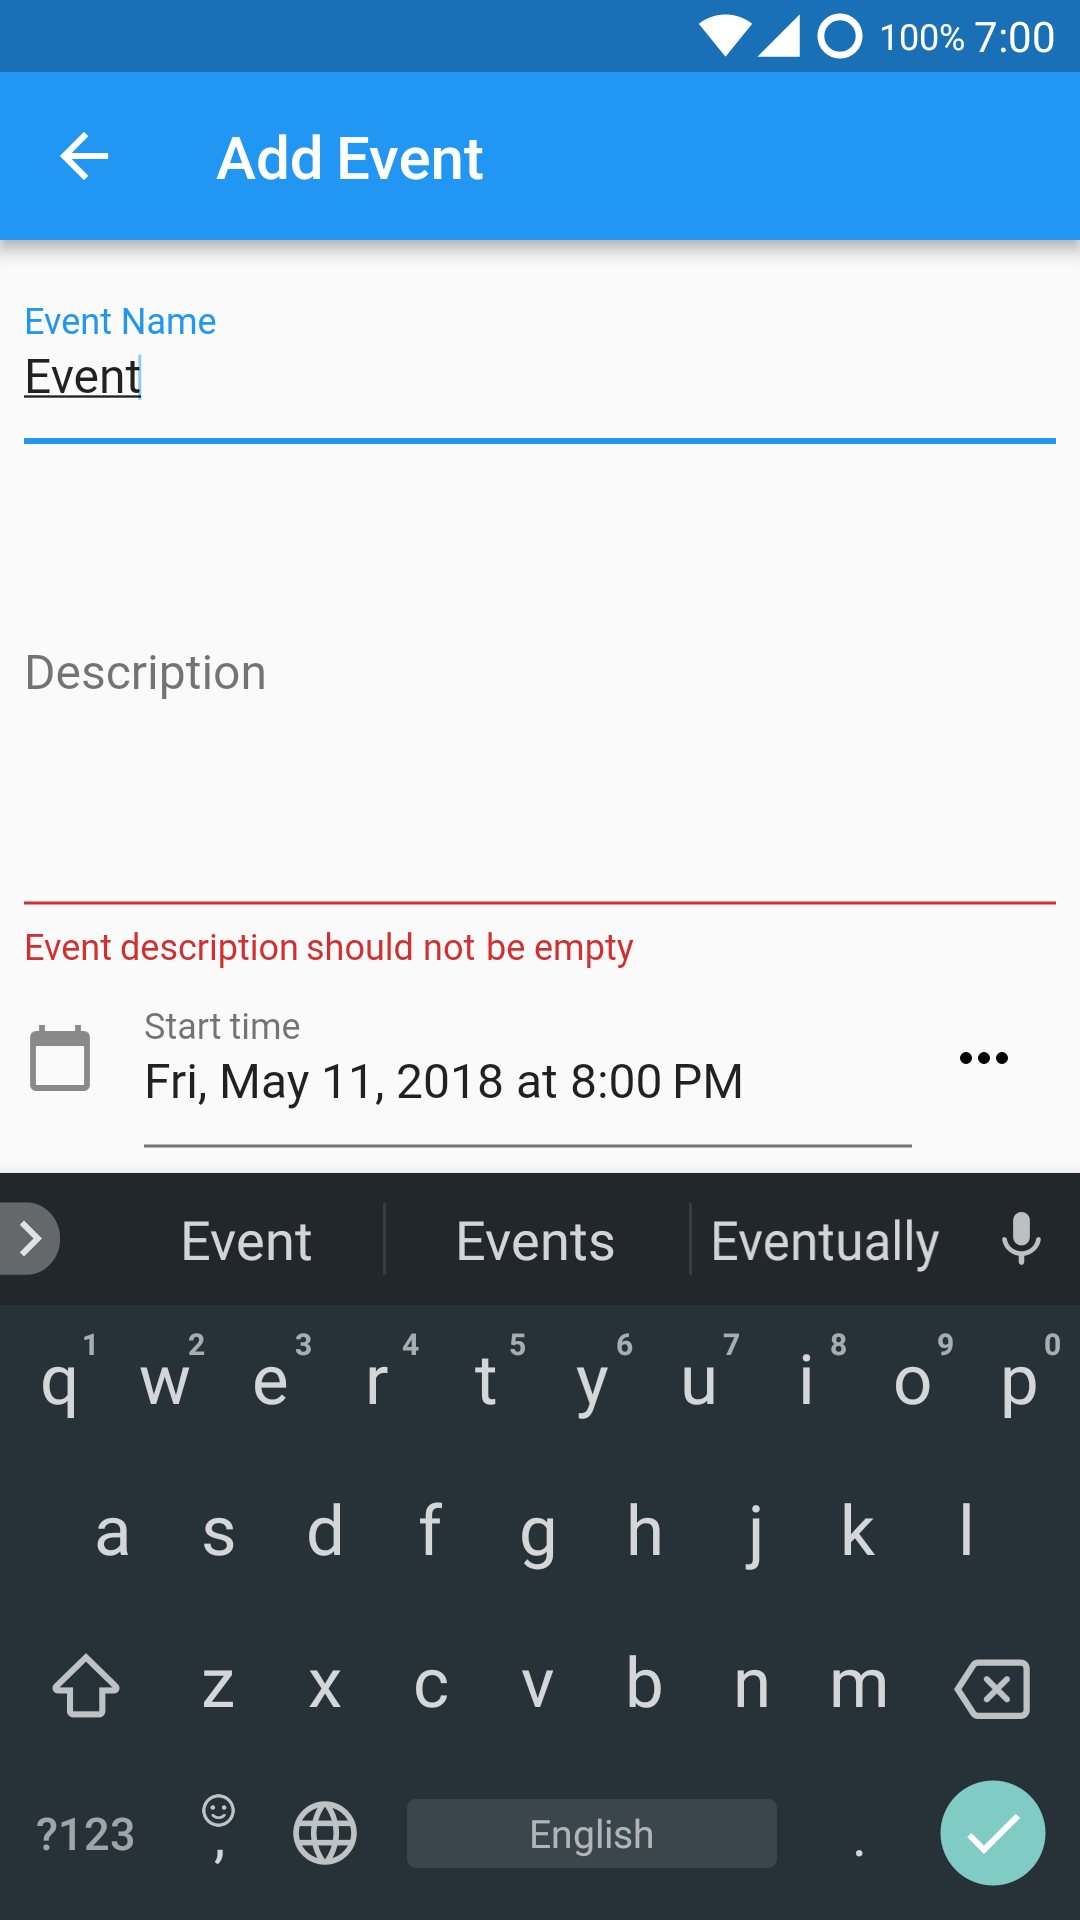 100% 7:00
Add Event
Event Name
Event
Description
Event description should not be empty
Start time
Fri, May 11, 2018 at 8:00 PM
Event Events Eventually
1 2 3 4 5 6 7 8 9 0
q w e r t y u i o p
a s d f g h j k l
z x c v b n m
?123 , English .